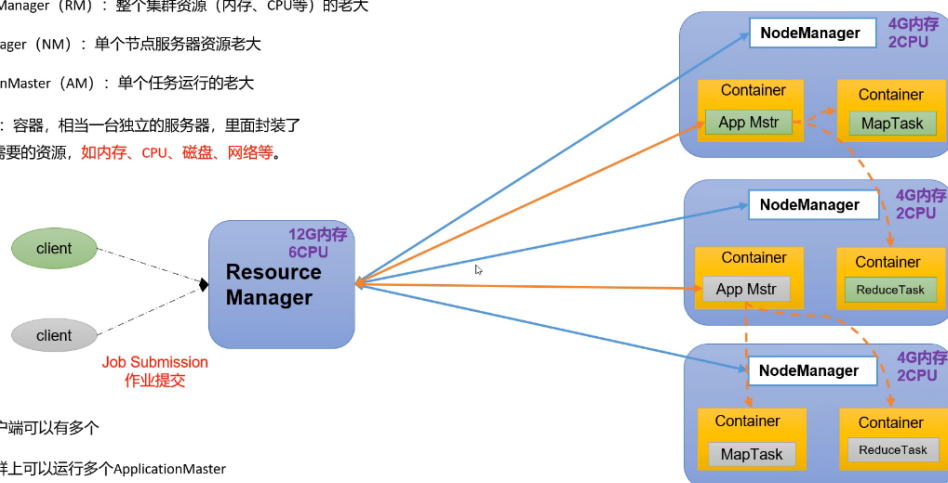 Manager（RM）：整个集群资源（内存、CPU等）的老大
ager（NM）：单个节点服务器资源老大
nMaster（AM）：单个任务运行的老大
：容器，相当一台独立的服务器，里面封装了
需要的资源，如内存、CPU、磁盘、网络等。
client
client
Job Submission
作业提交
12G内存
6CPU
Resource
Manager
NodeManager
4G内存
2CPU
Container
App Mstr
Container
MapTask
NodeManager
4G内存
2CPU
Container
App Mstr
Container
ReduceTask
NodeManager
4G内存
2CPU
Container
MapTask
Container
ReduceTask
户端可以有多个
群上可以运行多个ApplicationMaster